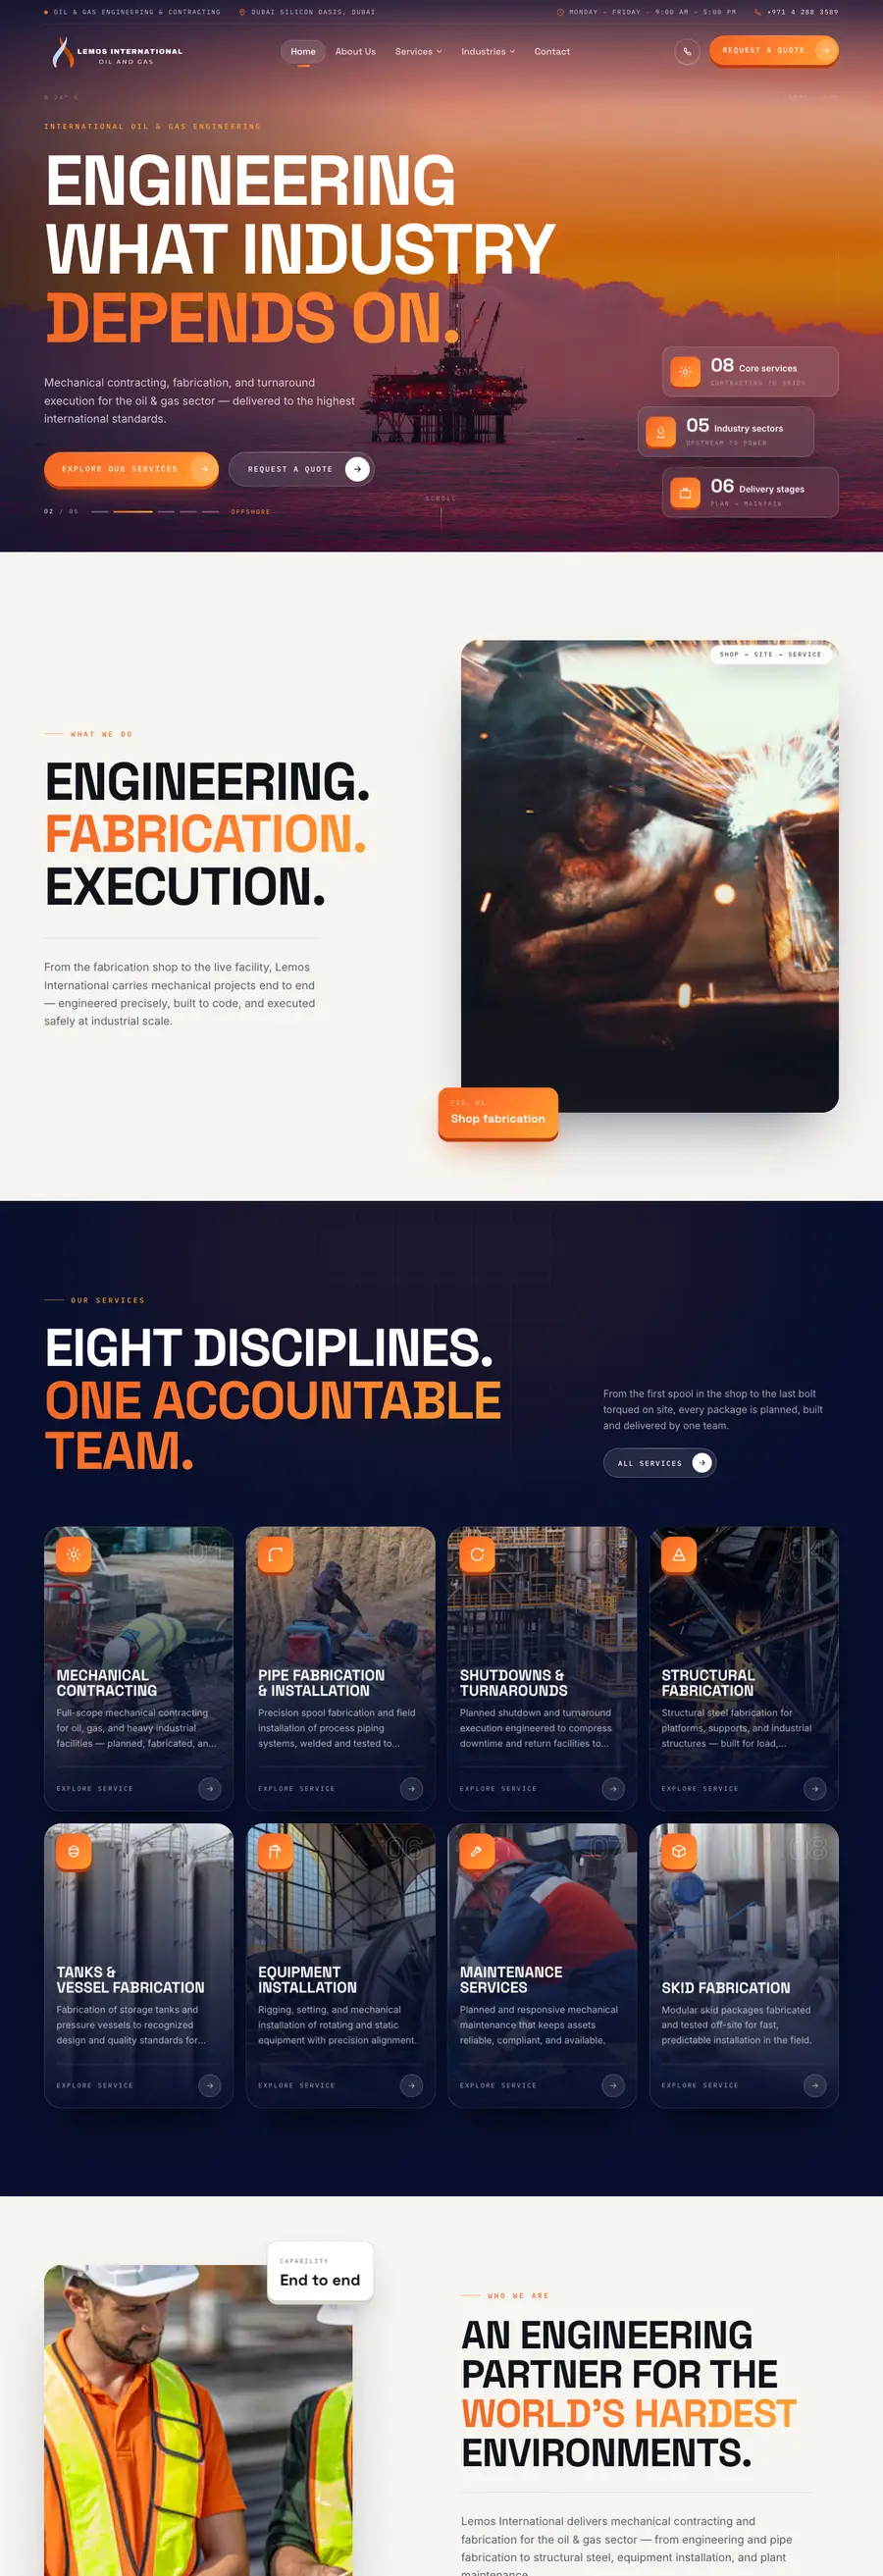 OIL & GAS ENGINEERING & CONTRACTING
DUBAI SILICON OASIS, DUBAI
MONDAY – FRIDAY · 9:00 AM – 5:00 PM
+971 4 288 3589
LEMOS INTERNATIONAL
OIL AND GAS
Home
About Us
Services
Industries
Contact
REQUEST A QUOTE
INTERNATIONAL OIL & GAS ENGINEERING
ENGINEERING
WHAT INDUSTRY
DEPENDS ON.
Mechanical contracting, fabrication, and turnaround
execution for the oil & gas sector — delivered to the highest
international standards.
EXPLORE OUR SERVICES
REQUEST A QUOTE
02 / 05
OFFSHORE
SCROLL
08 Core services
CONTRACTING TO SKIDS
05 Industry sectors
UPSTREAM TO POWER
06 Delivery stages
PLAN → MAINTAIN
SHOP → SITE → SERVICE
WHAT WE DO
ENGINEERING.
FABRICATION.
EXECUTION.
From the fabrication shop to the live facility, Lemos
International carries mechanical projects end to end
— engineered precisely, built to code, and executed
safely at industrial scale.
FIG. 01
Shop fabrication
OUR SERVICES
EIGHT DISCIPLINES.
ONE ACCOUNTABLE
TEAM.
From the first spool in the shop to the last bolt
torqued on site, every package is planned, built
and delivered by one team.
ALL SERVICES
01
MECHANICAL
CONTRACTING
Full-scope mechanical contracting
for oil, gas, and heavy industrial
facilities — planned, fabricated, an...
EXPLORE SERVICE
PIPE FABRICATION
& INSTALLATION
Precision spool fabrication and field
installation of process piping
systems, welded and tested to...
EXPLORE SERVICE
03
SHUTDOWNS &
TURNAROUNDS
Planned shutdown and turnaround
execution engineered to compress
downtime and return facilities to...
EXPLORE SERVICE
04
STRUCTURAL
FABRICATION
Structural steel fabrication for
platforms, supports, and industrial
structures — built for load,...
EXPLORE SERVICE
TANKS &
VESSEL FABRICATION
Fabrication of storage tanks and
pressure vessels to recognized
design and quality standards for...
EXPLORE SERVICE
06
EQUIPMENT
INSTALLATION
Rigging, setting, and mechanical
installation of rotating and static
equipment with precision alignment.
EXPLORE SERVICE
07
MAINTENANCE
SERVICES
Planned and responsive mechanical
maintenance that keeps assets
reliable, compliant, and available.
EXPLORE SERVICE
08
SKID FABRICATION
Modular skid packages fabricated
and tested off-site for fast,
predictable installation in the field.
EXPLORE SERVICE
CAPABILITY
End to end
WHO WE ARE
AN ENGINEERING
PARTNER FOR THE
WORLD'S HARDEST
ENVIRONMENTS.
Lemos International delivers mechanical contracting and
fabrication for the oil & gas sector — from engineering and pipe
fabrication to structural steel, equipment installation, and plant
maintenance.